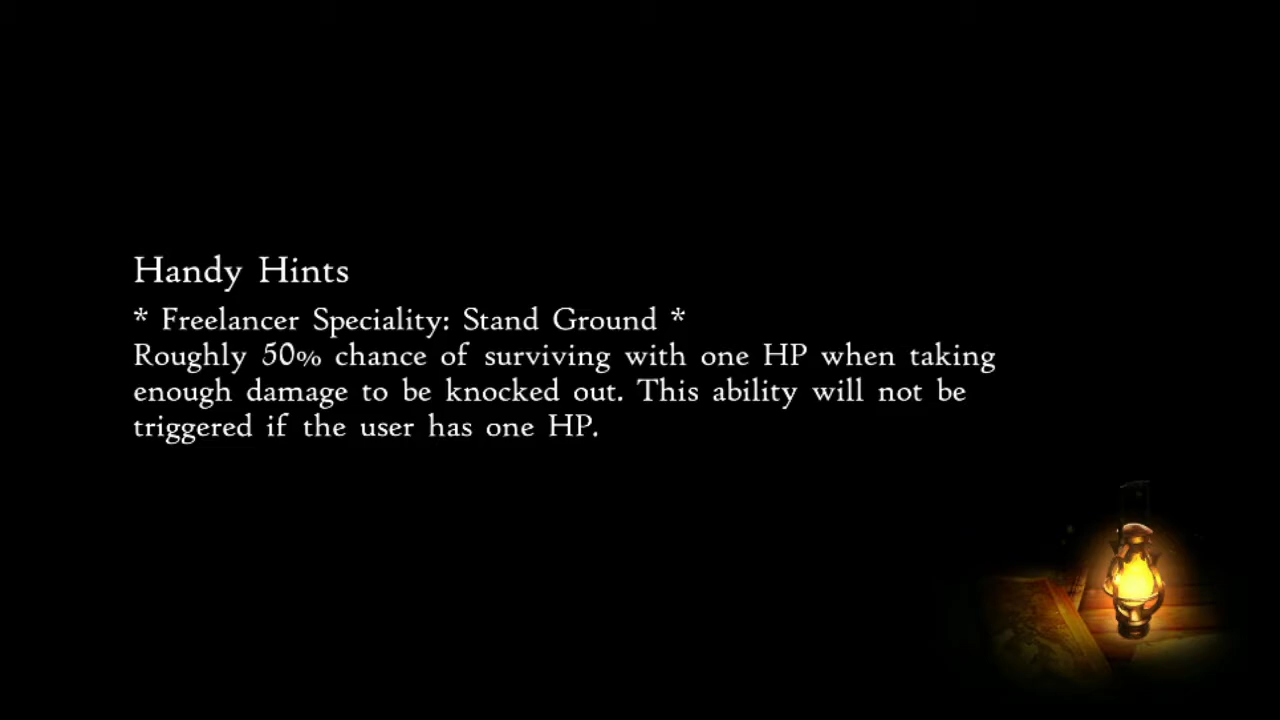 Handy Hints
* Freelancer Speciality: Stand Ground *
Roughly 50% chance of surviving with one HP when taking
enough damage to be knocked out. This ability will not be
triggered if the user has one HP.